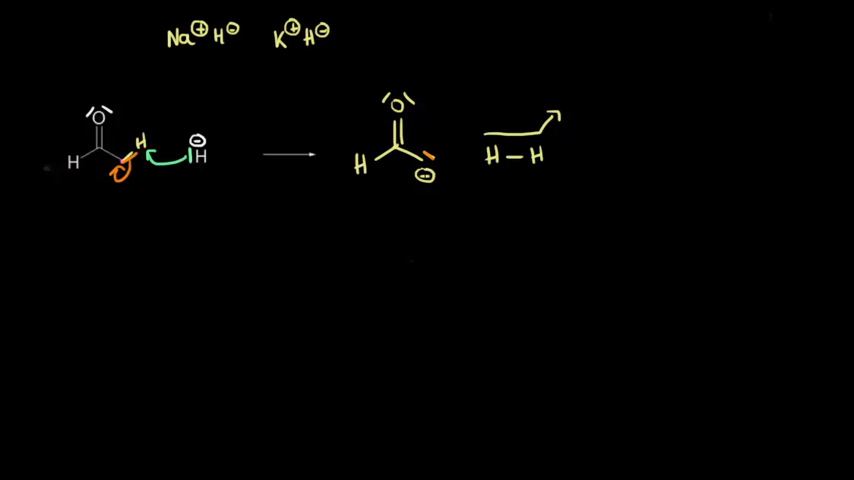 Na⊕ H⊖ K⊕ H⊖
O O
H H ⊖ H H ⊖ H – H